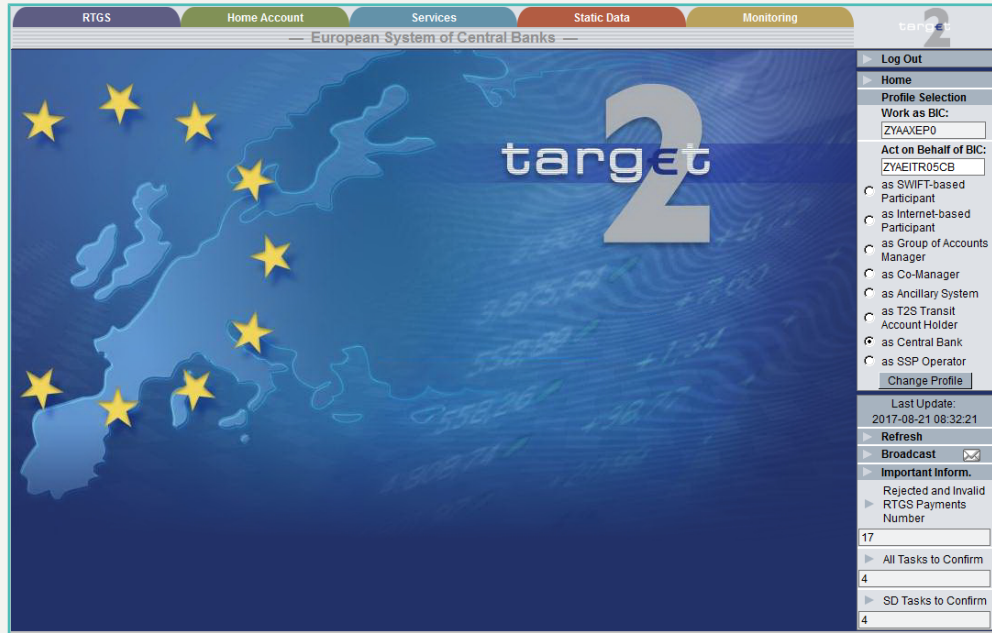 RTGS
Home Account
Services
Static Data
Monitoring
— European System of Central Banks —
target
2
target
2
Log Out
Home
Profile Selection
Work as BIC:
ZYAAXEP0
Act on Behalf of BIC:
ZYAEITR05CB
as SWIFT-based
Participant
as Internet-based
Participant
as Group of Accounts
Manager
as Co-Manager
as Ancillary System
as T2S Transit
Account Holder
as Central Bank
as SSP Operator
Change Profile
Last Update:
2017-08-21 08:32:21
Refresh
Broadcast
Important Inform.
Rejected and Invalid
RTGS Payments
Number
17
All Tasks to Confirm
4
SD Tasks to Confirm
4